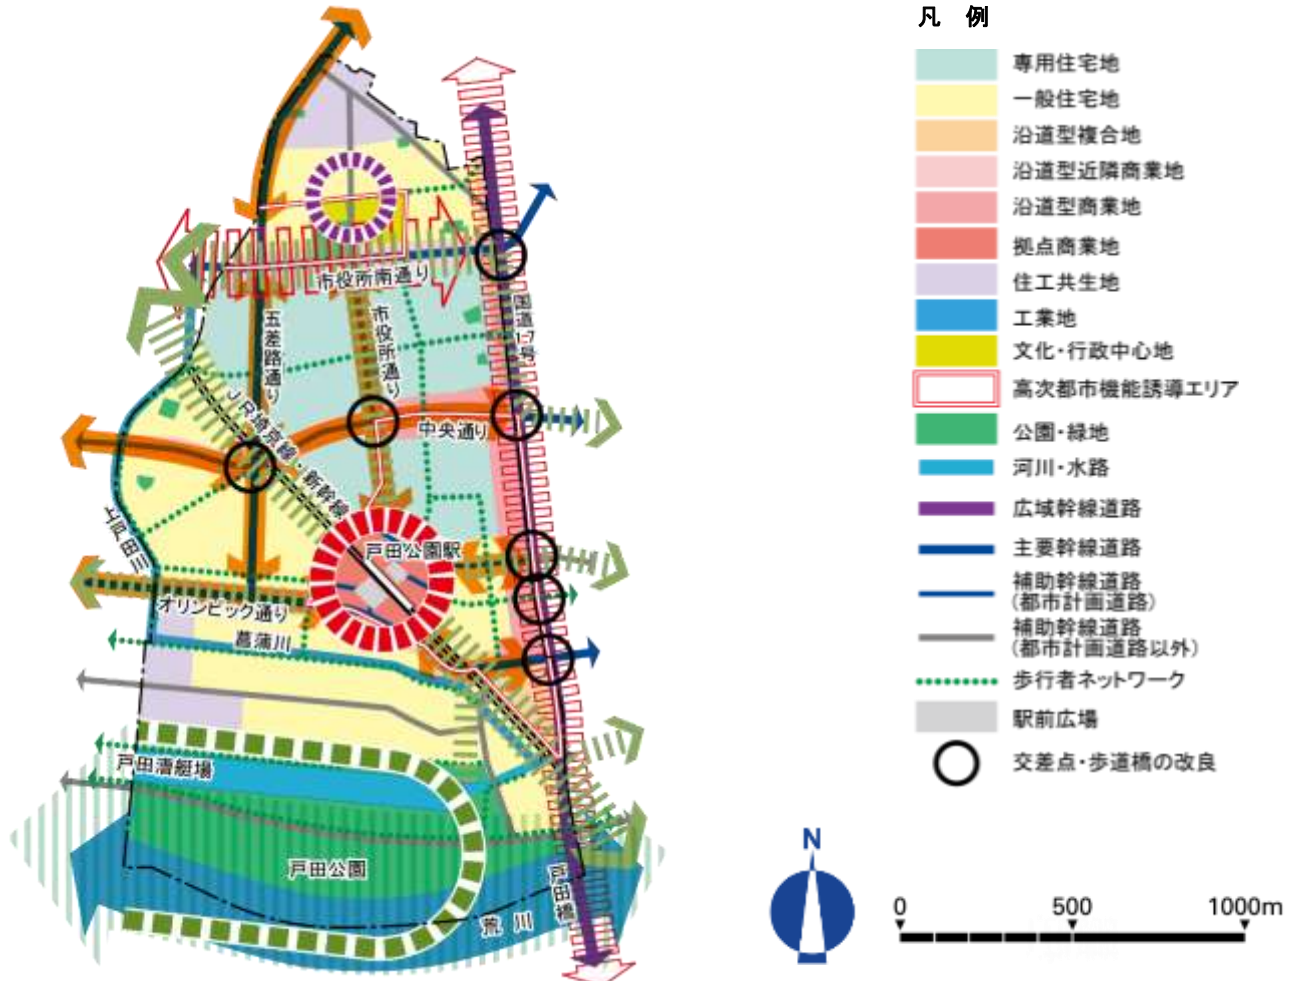 凡 例
専用住宅地
一般住宅地
沿道型複合地
沿道型近隣商業地
沿道型商業地
拠点商業地
住工共生地
工業地
文化・行政中心地
高次都市機能誘導エリア
公園・緑地
河川・水路
広域幹線道路
主要幹線道路
補助幹線道路
(都市計画道路)
補助幹線道路
(都市計画道路以外)
歩行者ネットワーク
駅前広場
交差点・歩道橋の改良
市役所南通り
国道17号
五差路通り
市役所通り
JR埼京線・新幹線
中央通り
上戸田川
戸田公園駅
オリンピック通り
菖蒲川
戸田漕艇場
戸田公園
戸田橋
荒川
N
0 500 1000m